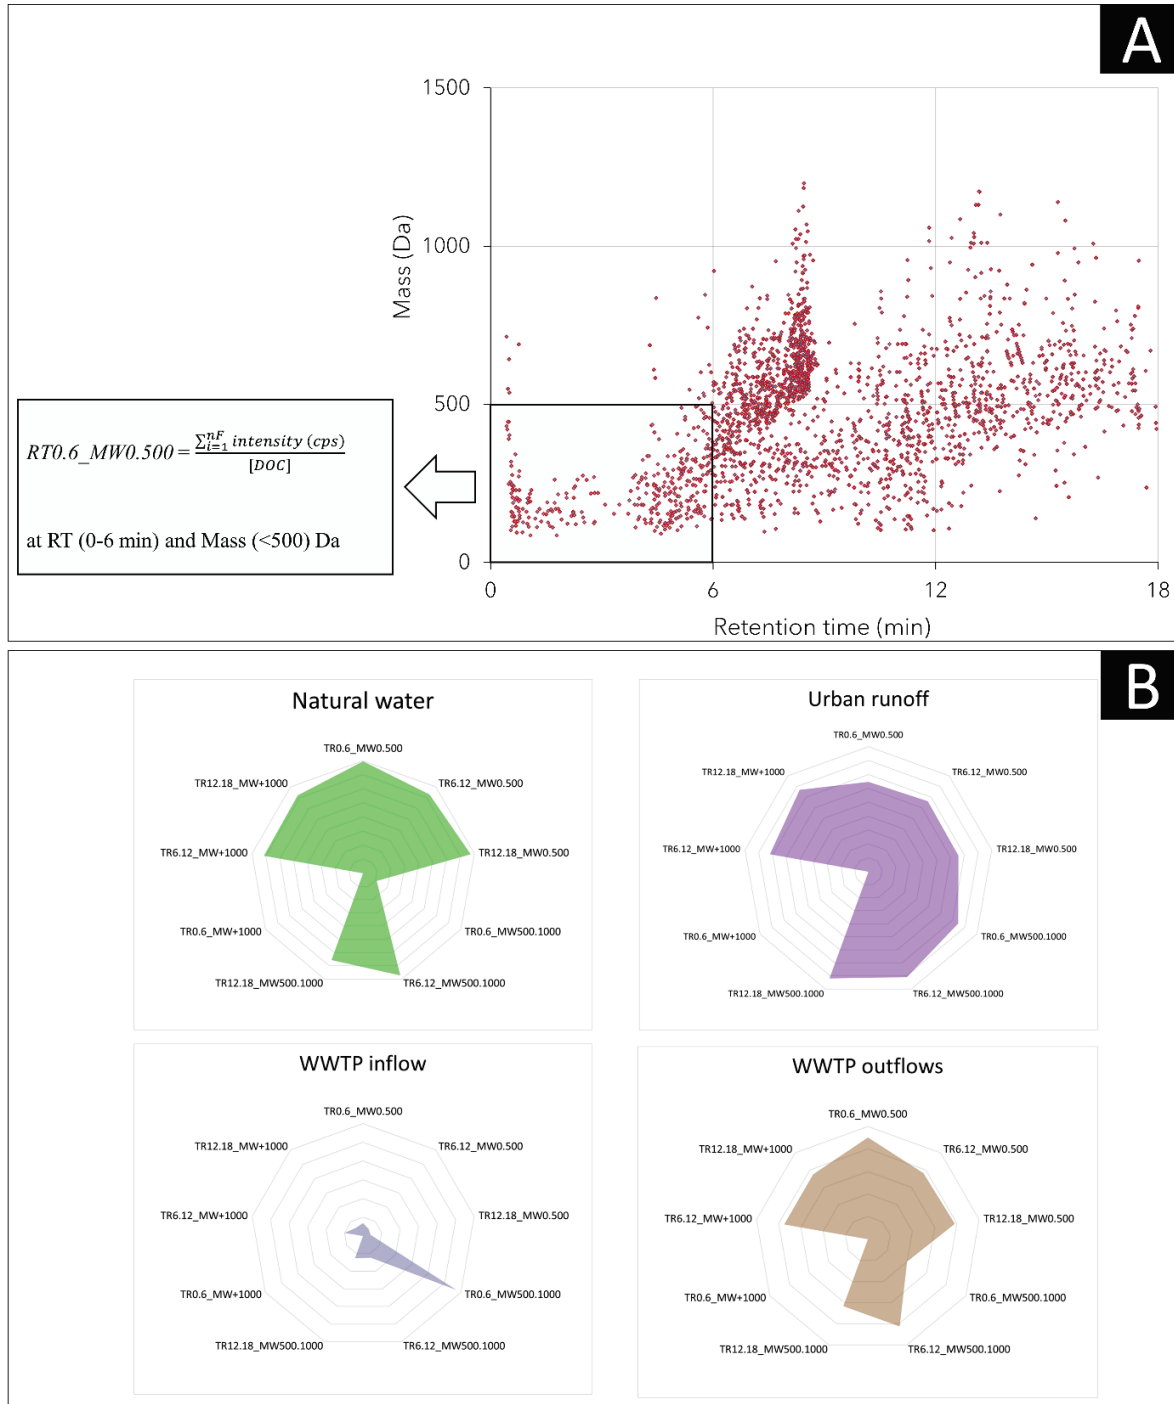 A
1500
1000
500
0
Mass (Da)
0 6 12 18
Retention time (min)
RT0.6_MW0.500 = \frac{\sum_{i=1}^{nF} intensity (cps)}{[DOC]}
at RT (0-6 min) and Mass (<500) Da
B
Natural water
TR0.6_MW0.500
TR6.12_MW0.500
TR12.18_MW0.500
TR0.6_MW500.1000
TR6.12_MW500.1000
TR12.18_MW500.1000
TR0.6_MW+1000
TR6.12_MW+1000
TR12.18_MW+1000
Urban runoff
TR0.6_MW0.500
TR6.12_MW0.500
TR12.18_MW0.500
TR0.6_MW500.1000
TR6.12_MW500.1000
TR12.18_MW500.1000
TR0.6_MW+1000
TR6.12_MW+1000
TR12.18_MW+1000
WWTP inflow
TR0.6_MW0.500
TR6.12_MW0.500
TR12.18_MW0.500
TR0.6_MW500.1000
TR6.12_MW500.1000
TR12.18_MW500.1000
TR0.6_MW+1000
TR6.12_MW+1000
TR12.18_MW+1000
WWTP outflows
TR0.6_MW0.500
TR6.12_MW0.500
TR12.18_MW0.500
TR0.6_MW500.1000
TR6.12_MW500.1000
TR12.18_MW500.1000
TR0.6_MW+1000
TR6.12_MW+1000
TR12.18_MW+1000